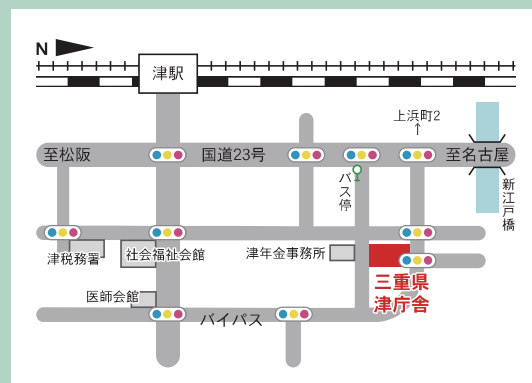 N
津駅
上浜町2
至松阪
国道23号
至名古屋
バス停
新江戸橋
津税務署
社会福祉会館
津年金事務所
三重県
津庁舎
医師会館
バイパス